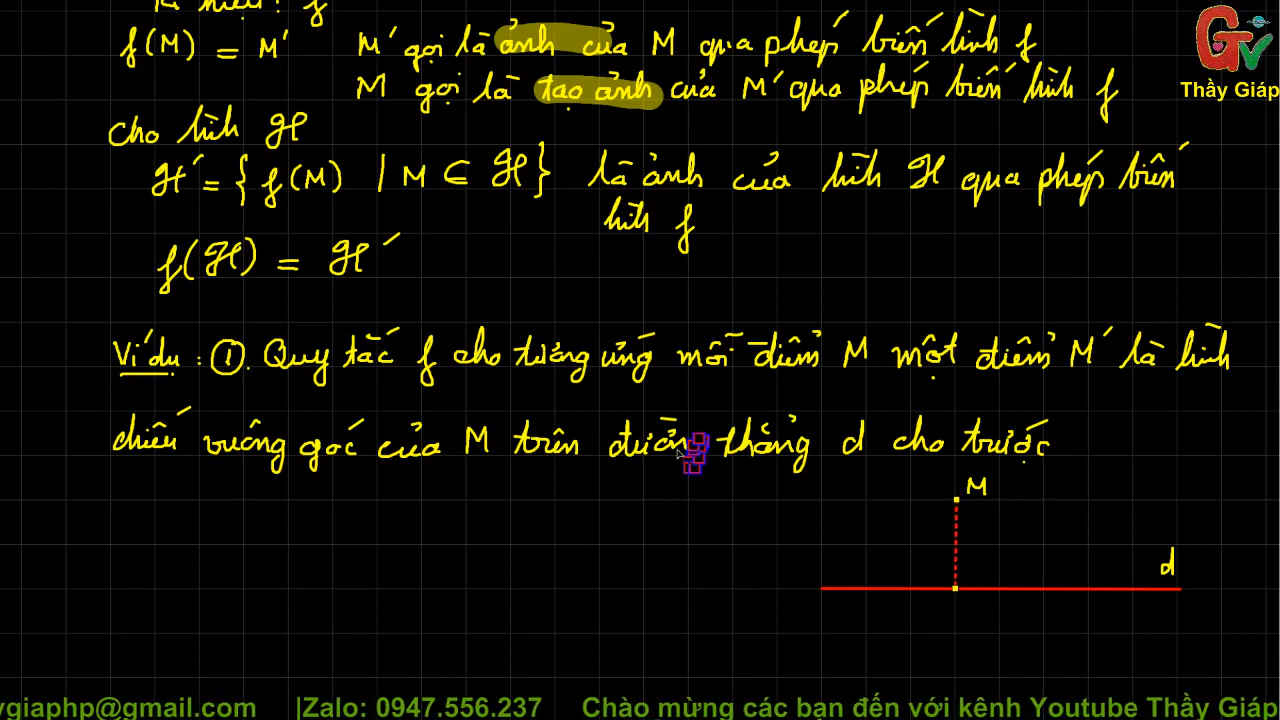 Kí hiệu: f
f(M) = M'   M' gọi là ảnh của M qua phép biến hình f
M gọi là tạo ảnh của M' qua phép biến hình f
Cho hình ℋ
ℋ' = { f(M) | M ∈ ℋ } là ảnh của hình ℋ qua phép biến
hình f
f(ℋ) = ℋ'
Ví dụ: ①. Quy tắc f cho tương ứng mỗi điểm M một điểm M' là hình
chiếu vuông góc của M trên đường thẳng d cho trước
M
d
GTV
Thầy Giáp
ygiaphp@gmail.com |Zalo: 0947.556.237 Chào mừng các bạn đến với kênh Youtube Thầy Giáp